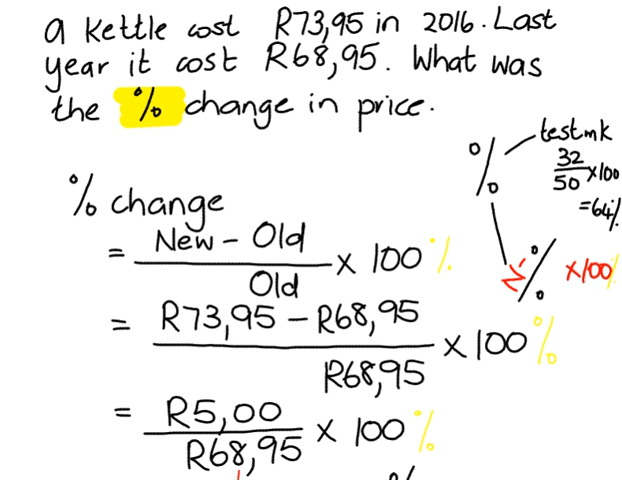 a Kettle cost R73,95 in 2016. Last
year it cost R68,95. What was
the % change in price.
% test mk
32/50 x100
=64%
% change
= New - Old / Old x 100%
% x100%
= R73,95 - R68,95 / R68,95 x 100%
= R5,00 / R68,95 x 100%
%